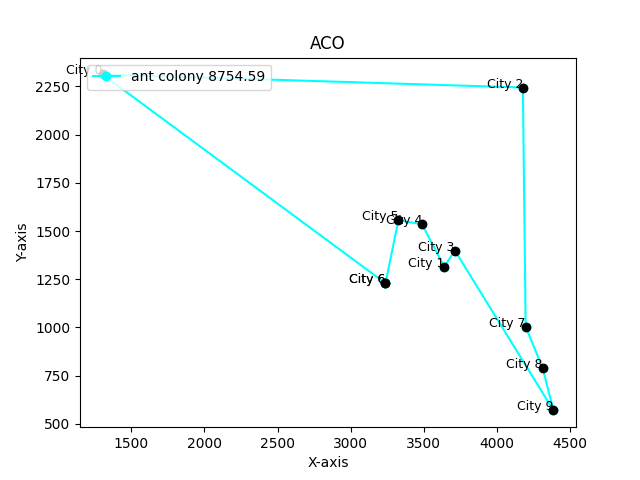 ACO
City 0
ant colony 8754.59
City 2
City 5
City 4
City 3
City 1
City 6
City 7
City 8
City 9
2250
2000
1750
1500
1250
1000
750
500
Y-axis
1500 2000 2500 3000 3500 4000 4500
X-axis